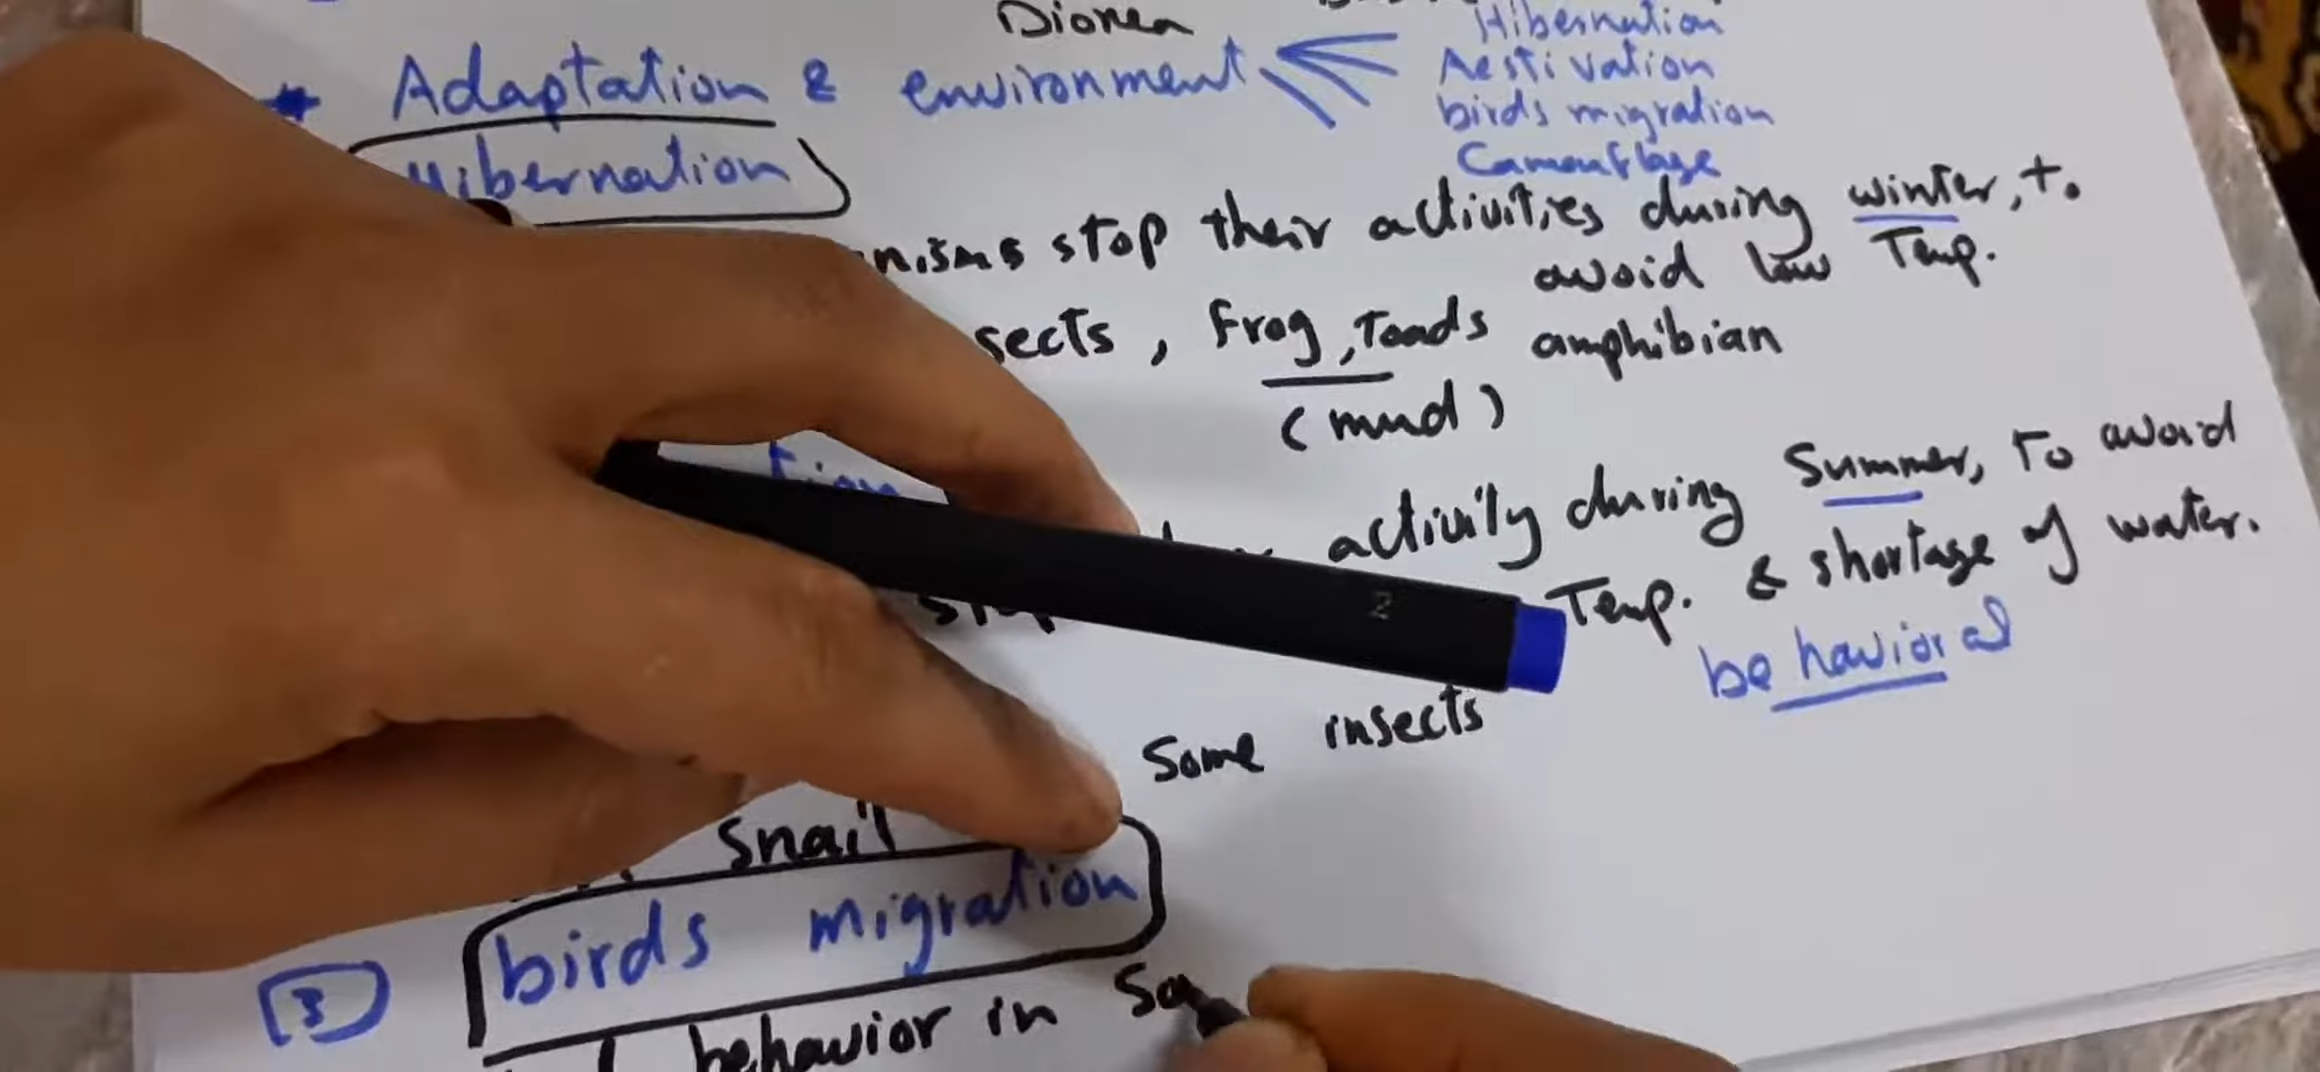 Dionea
Hibernation
* Adaptation & environment
Aestivation
birds migration
Camouflage
Hibernation
nisms stop their activities during winter, to
avoid low Temp.
sects, frog, Toads amphibian
(mud)
tion
activity during Summer, To avoid
Temp. & shortage of water.
behavioral
Some insects
snail
3 birds migration
behavior in So